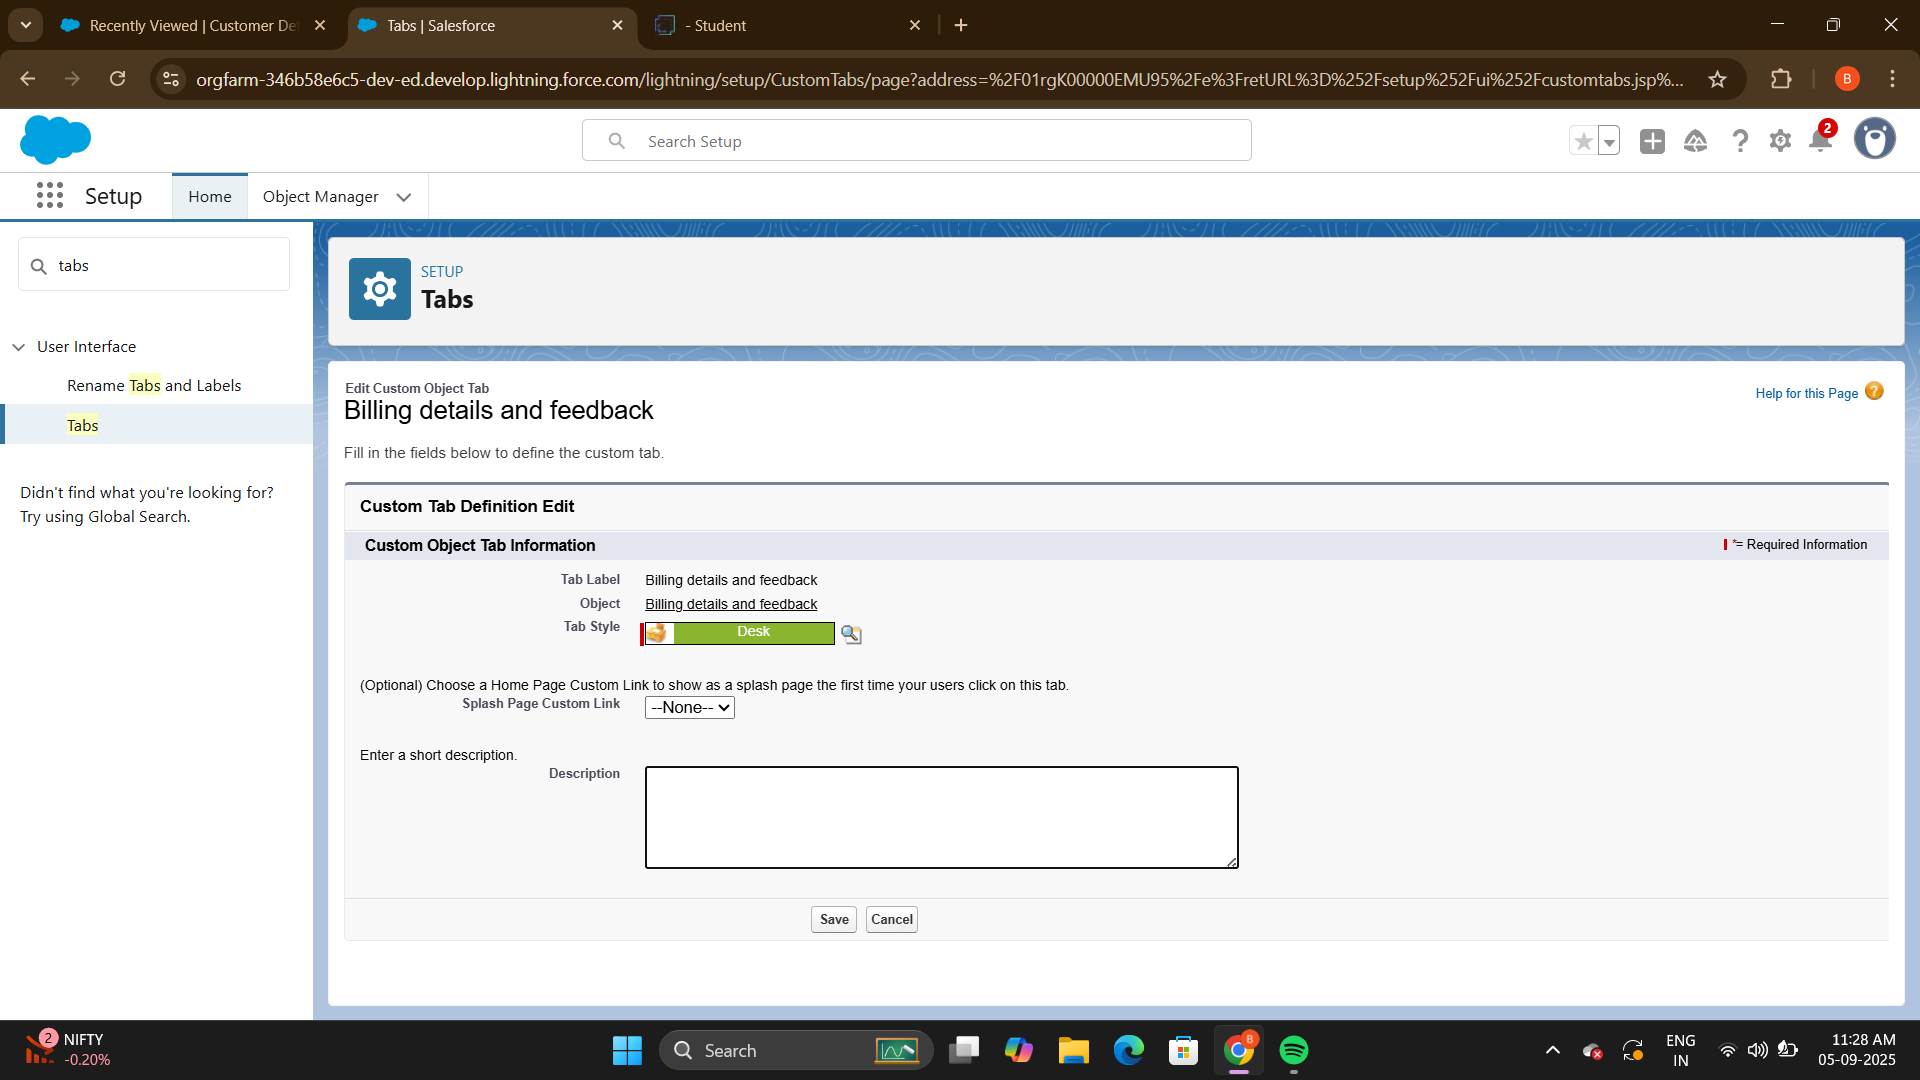 Recently Viewed | Customer De
Tabs | Salesforce
- Student
orgfarm-346b58e6c5-dev-ed.develop.lightning.force.com/lightning/setup/CustomTabs/page?address=%2F01rgK00000EMU95%2Fe%3FretURL%3D%252Fsetup%252Fui%252Fcustomtabs.jsp%...
B
Search Setup
2
Setup
Home
Object Manager
tabs
User Interface
Rename Tabs and Labels
Tabs
Didn't find what you're looking for?
Try using Global Search.
SETUP
Tabs
Edit Custom Object Tab
Billing details and feedback
Help for this Page
Fill in the fields below to define the custom tab.
Custom Tab Definition Edit
Custom Object Tab Information
*= Required Information
Tab Label Billing details and feedback
Object Billing details and feedback
Tab Style Desk
(Optional) Choose a Home Page Custom Link to show as a splash page the first time your users click on this tab.
Splash Page Custom Link --None--
Enter a short description.
Description
Save Cancel
2
NIFTY
-0.20%
Search
B
ENG
IN
11:28 AM
05-09-2025